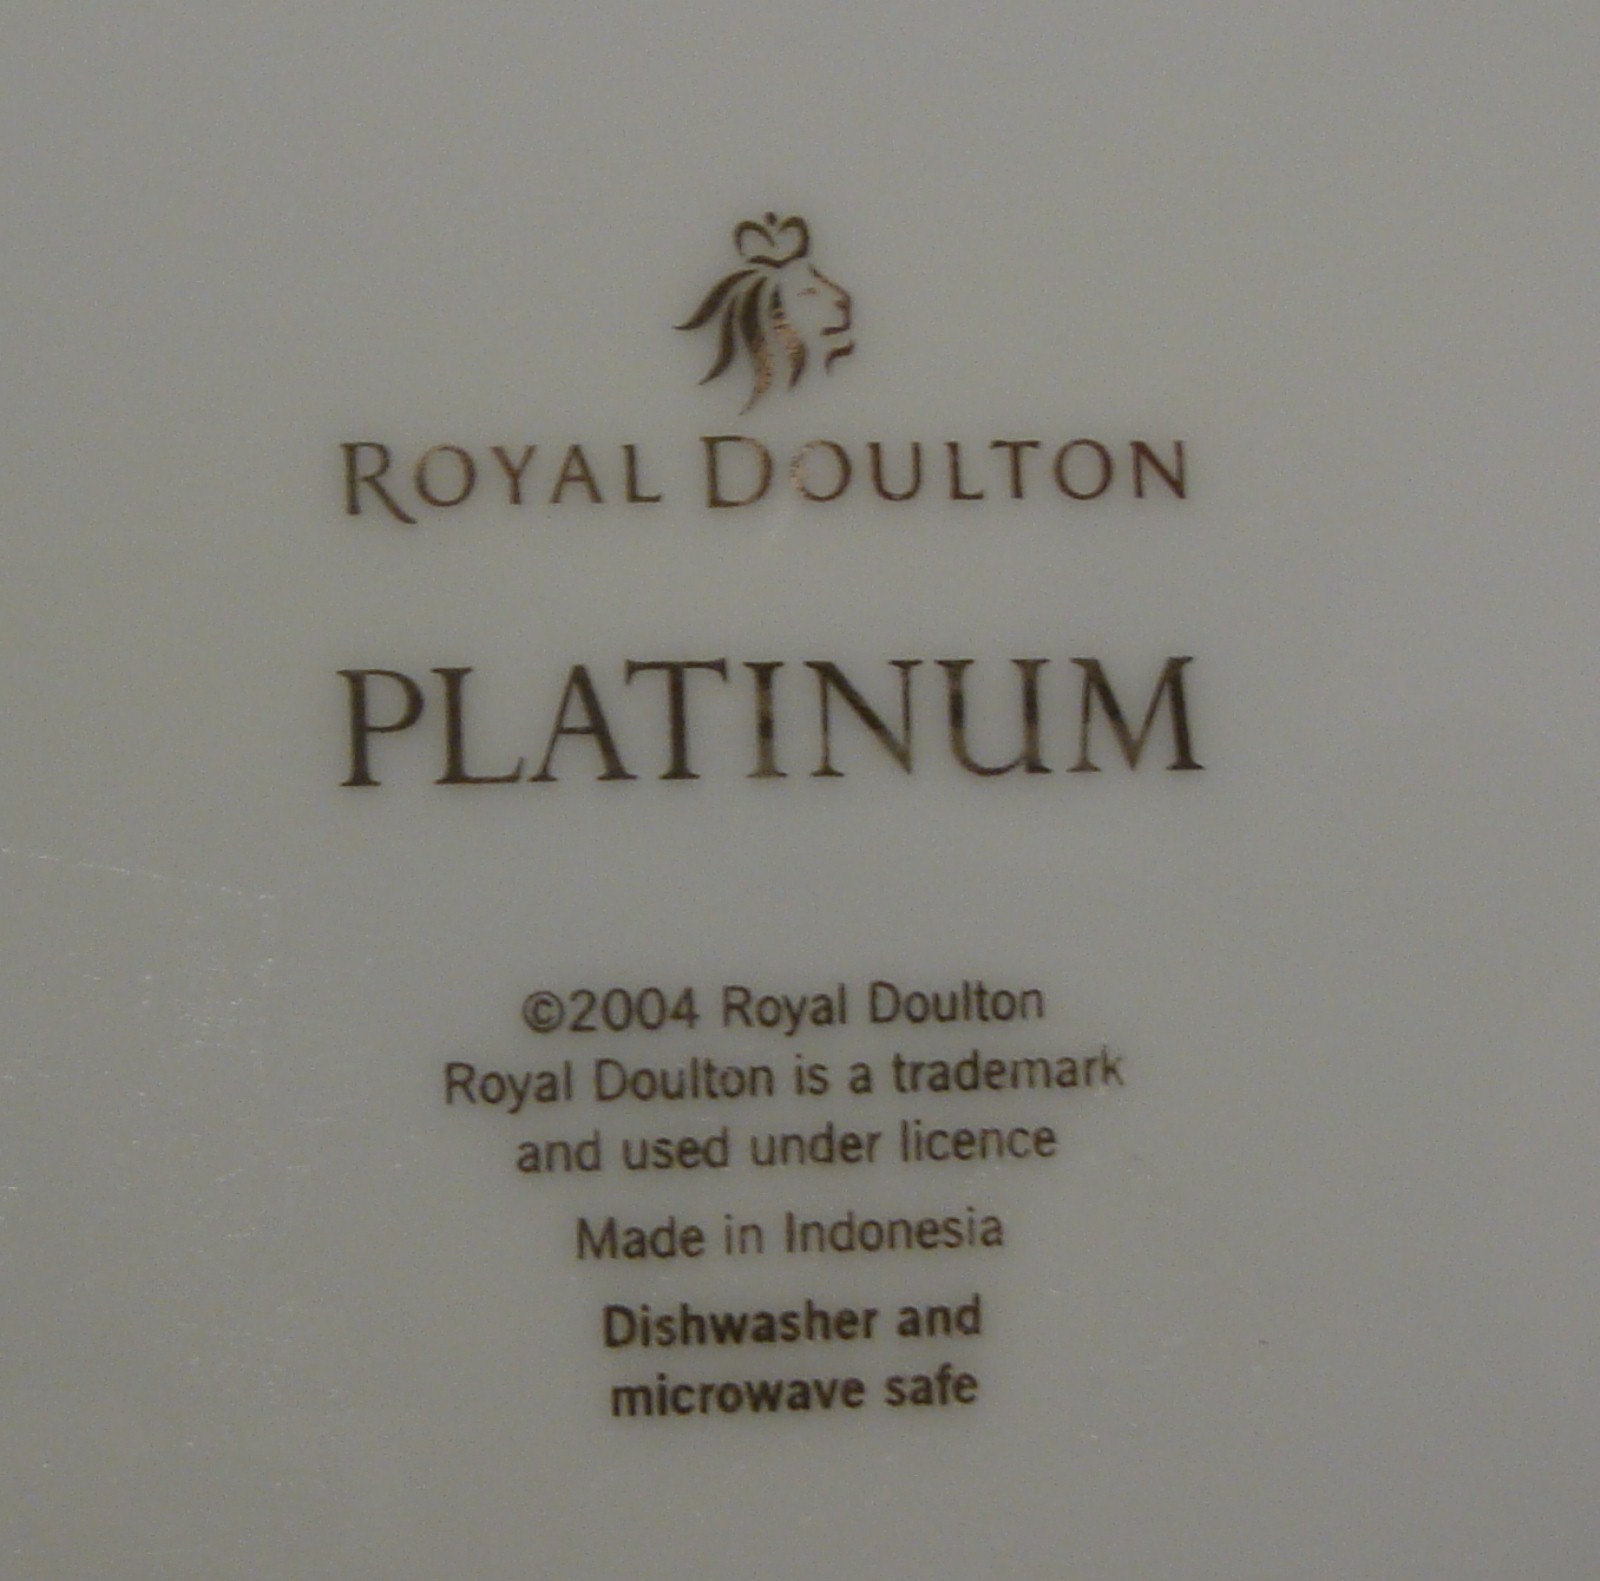 ROYAL DOULTON
PLATINUM
©2004 Royal Doulton
Royal Doulton is a trademark
and used under licence
Made in Indonesia
Dishwasher and
microwave safe